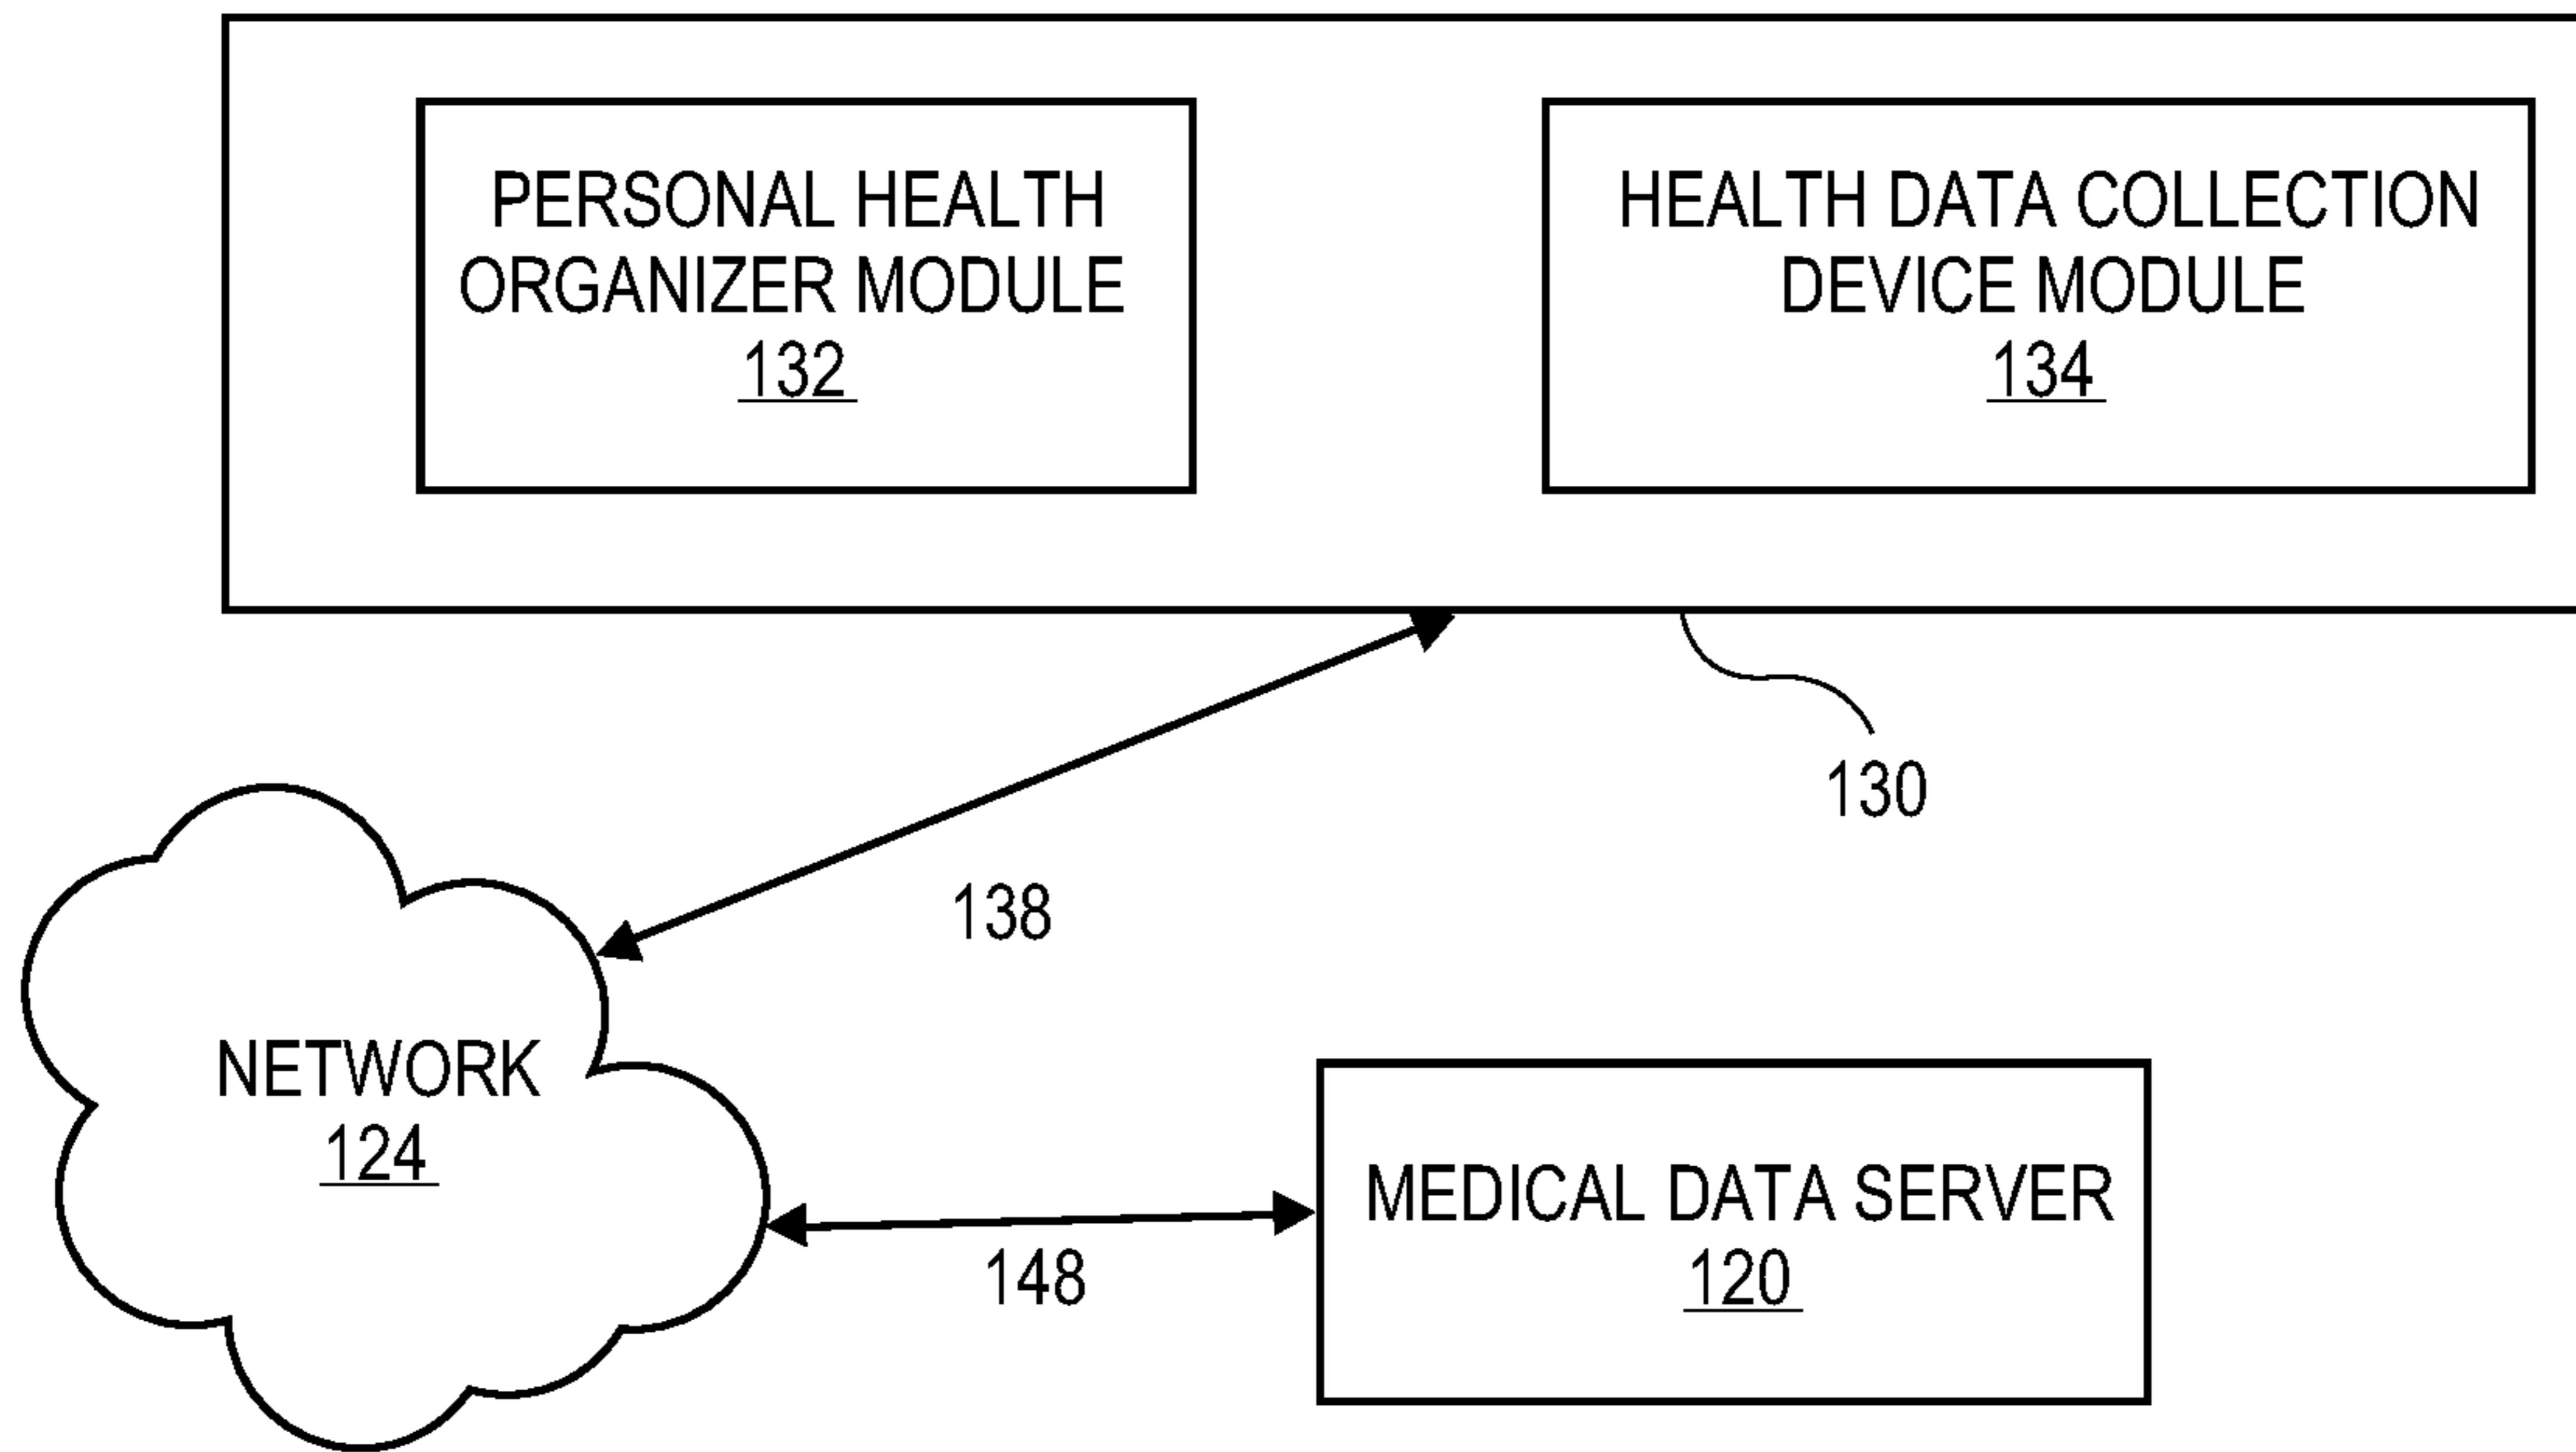 PERSONAL HEALTH
ORGANIZER MODULE
132
HEALTH DATA COLLECTION
DEVICE MODULE
134
130
138
NETWORK
124
148
MEDICAL DATA SERVER
120